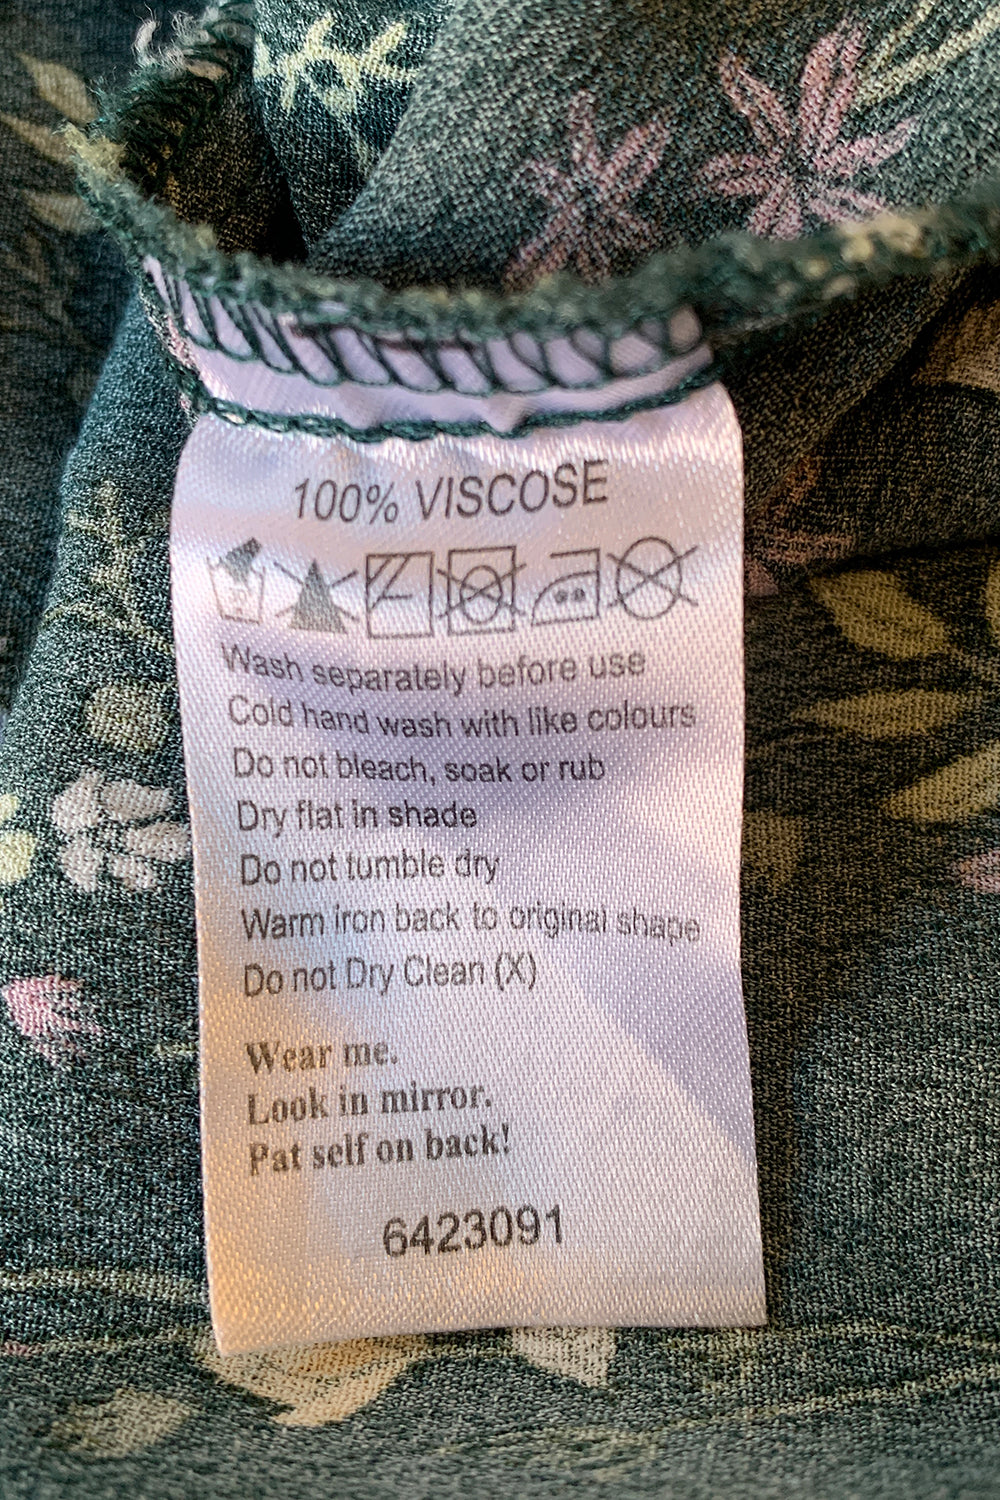 100% VISCOSE
Wash separately before use
Cold hand wash with like colours
Do not bleach, soak or rub
Dry flat in shade
Do not tumble dry
Warm iron back to original shape
Do not Dry Clean (X)
Wear me.
Look in mirror.
Pat self on back!
6423091